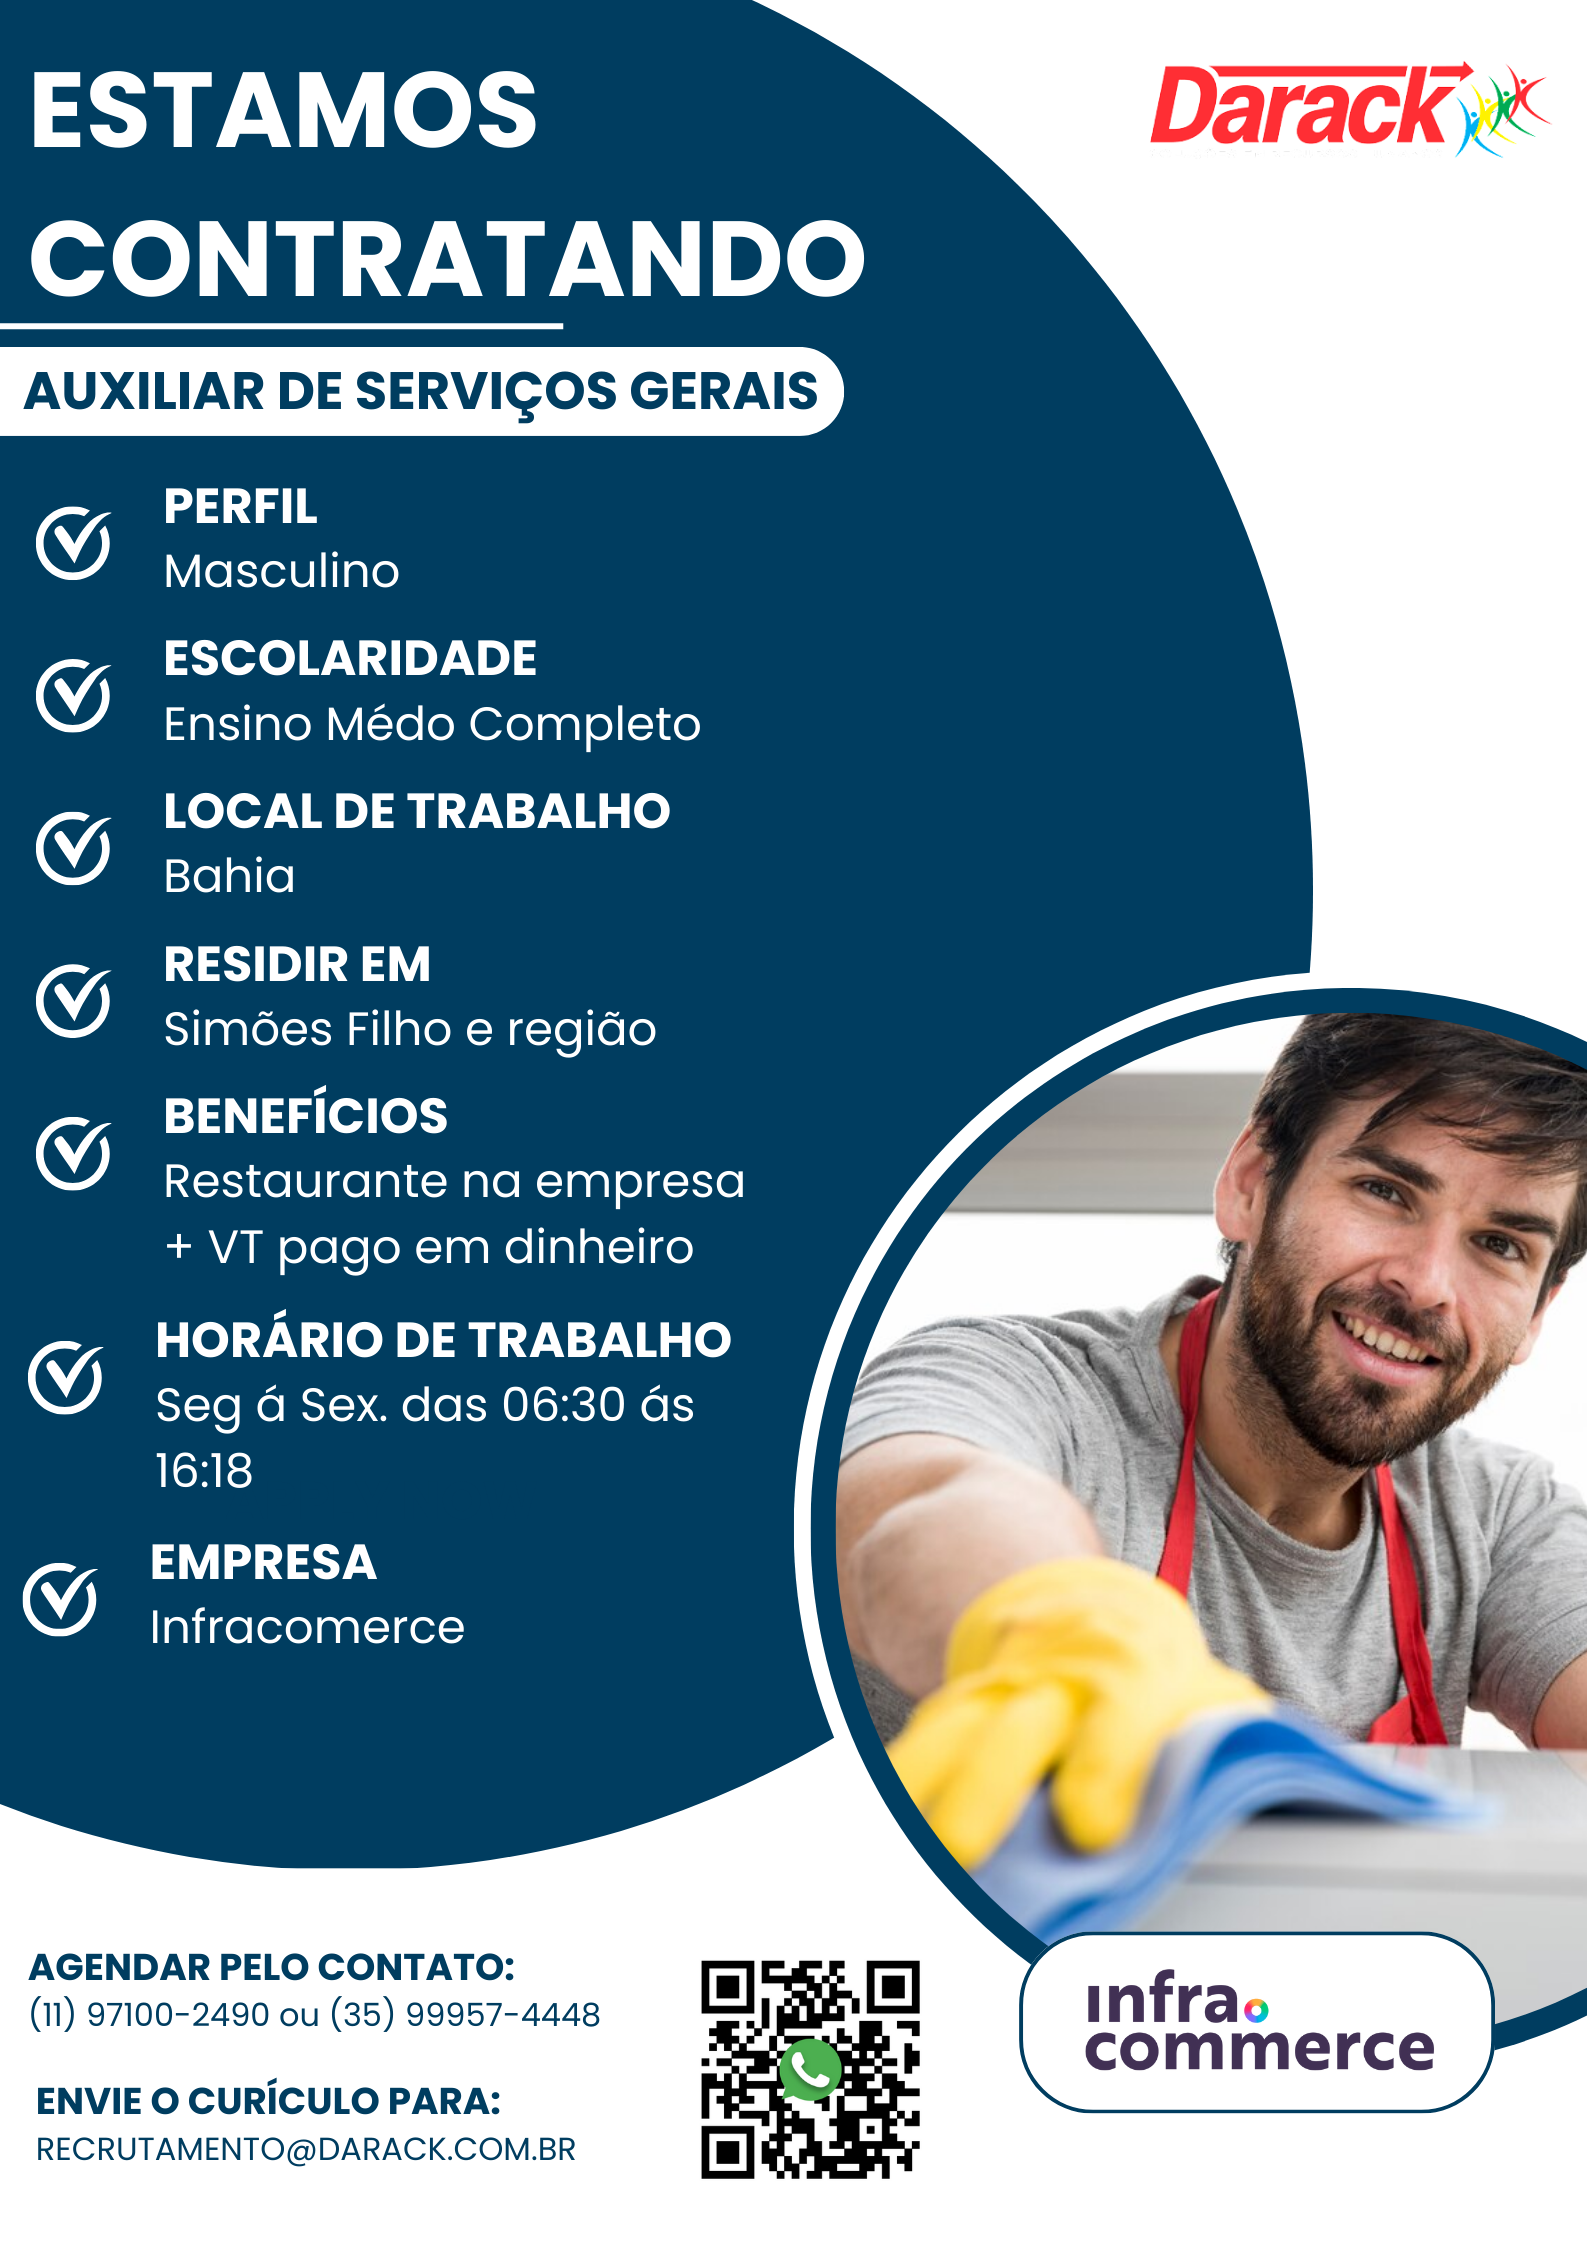 ESTAMOS
CONTRATANDO
Darack
AUXILIAR DE SERVIÇOS GERAIS
PERFIL
Masculino
ESCOLARIDADE
Ensino Médo Completo
LOCAL DE TRABALHO
Bahia
RESIDIR EM
Simões Filho e região
BENEFÍCIOS
Restaurante na empresa
+ VT pago em dinheiro
HORÁRIO DE TRABALHO
Seg á Sex. das 06:30 ás
16:18
EMPRESA
Infracomerce
AGENDAR PELO CONTATO:
(11) 97100-2490 ou (35) 99957-4448
ENVIE O CURÍCULO PARA:
RECRUTAMENTO@DARACK.COM.BR
infra.
commerce